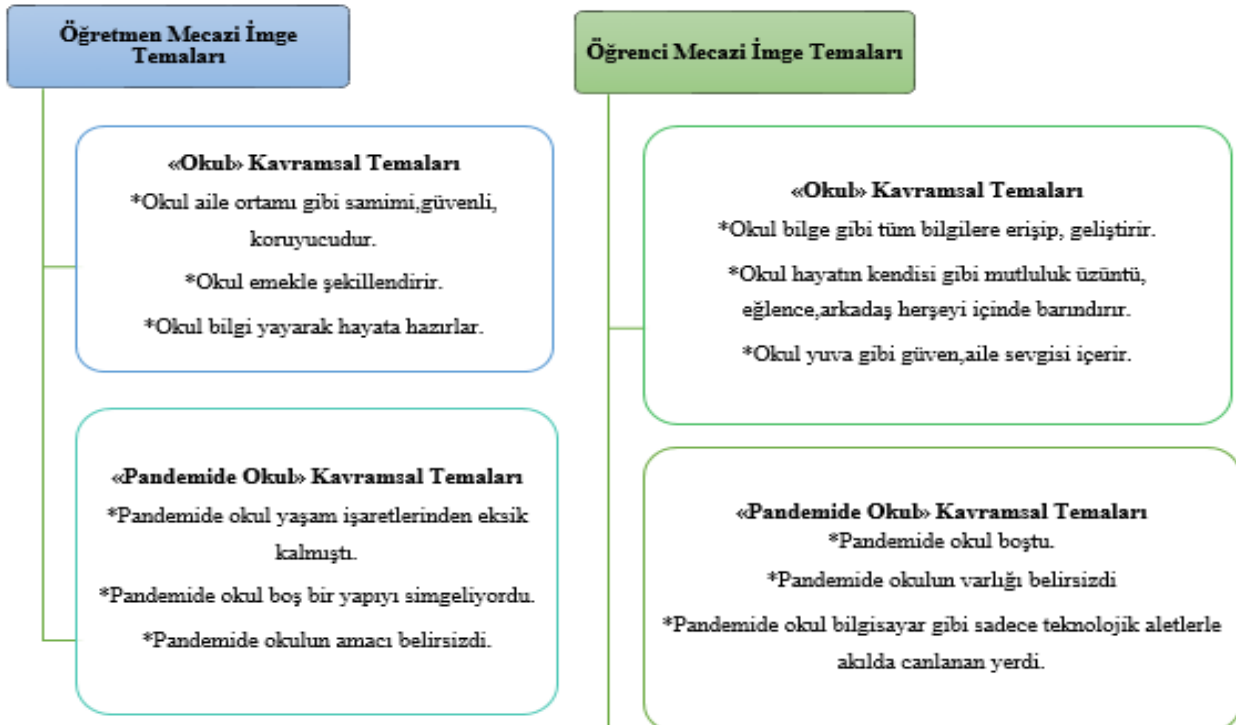 Öğretmen Mecazi İmge
Temaları
«Okul» Kavramsal Temaları
*Okul aile ortamı gibi samimi,güvenli,
koruyucudur.
*Okul emekle şekillendirir.
*Okul bilgi yayarak hayata hazırlar.
«Pandemide Okul» Kavramsal Temaları
*Pandemide okul yaşam işaretlerinden eksik
kalmıştı.
*Pandemide okul boş bir yapıyı simgeliyordu.
*Pandemide okulun amacı belirsizdi.
Öğrenci Mecazi İmge Temaları
«Okul» Kavramsal Temaları
*Okul bilge gibi tüm bilgilere erişip, geliştirir.
*Okul hayatın kendisi gibi mutluluk üzüntü,
eğlence,arkadaş herşeyi içinde barındırır.
*Okul yuva gibi güven,aile sevgisi içerir.
«Pandemide Okul» Kavramsal Temaları
*Pandemide okul boştu.
*Pandemide okulun varlığı belirsizdi
*Pandemide okul bilgisayar gibi sadece teknolojik aletlerle
akılda canlanan yerdi.